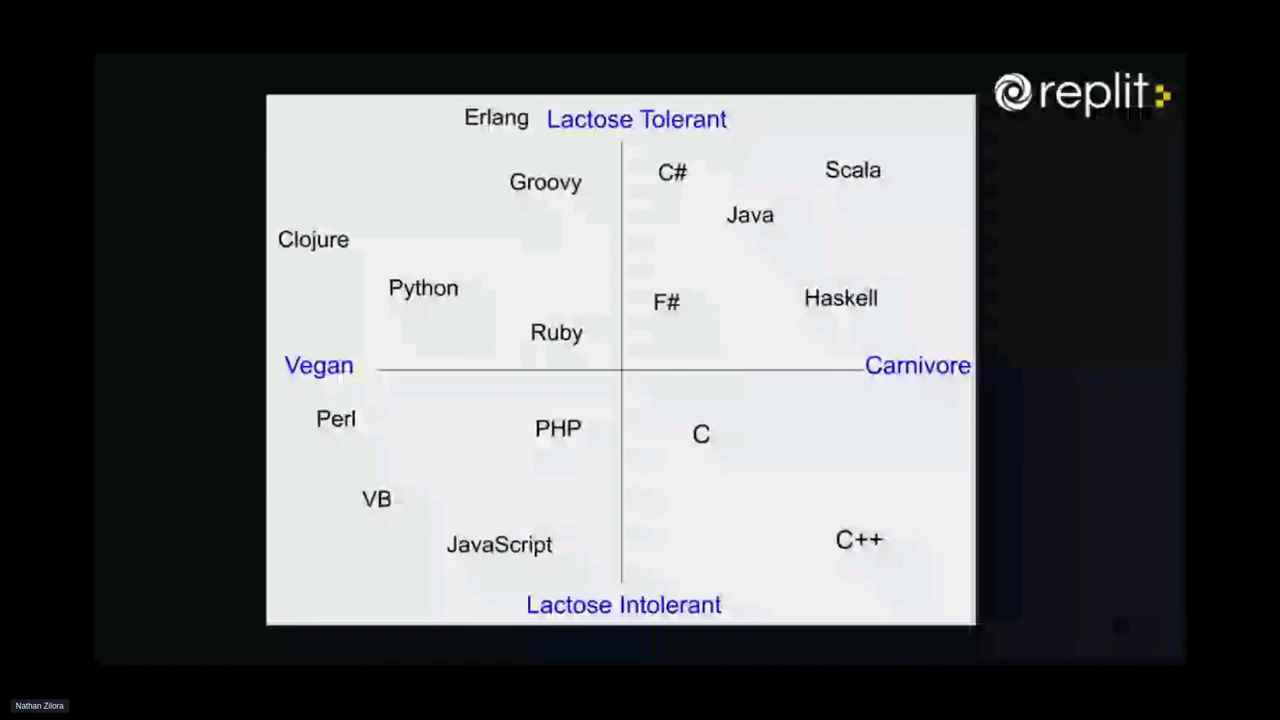 replit
Erlang
Lactose Tolerant
C#
Scala
Groovy
Java
Clojure
Python
F#
Haskell
Ruby
Vegan
Carnivore
Perl
PHP
C
VB
JavaScript
C++
Lactose Intolerant
Nathan Zilora